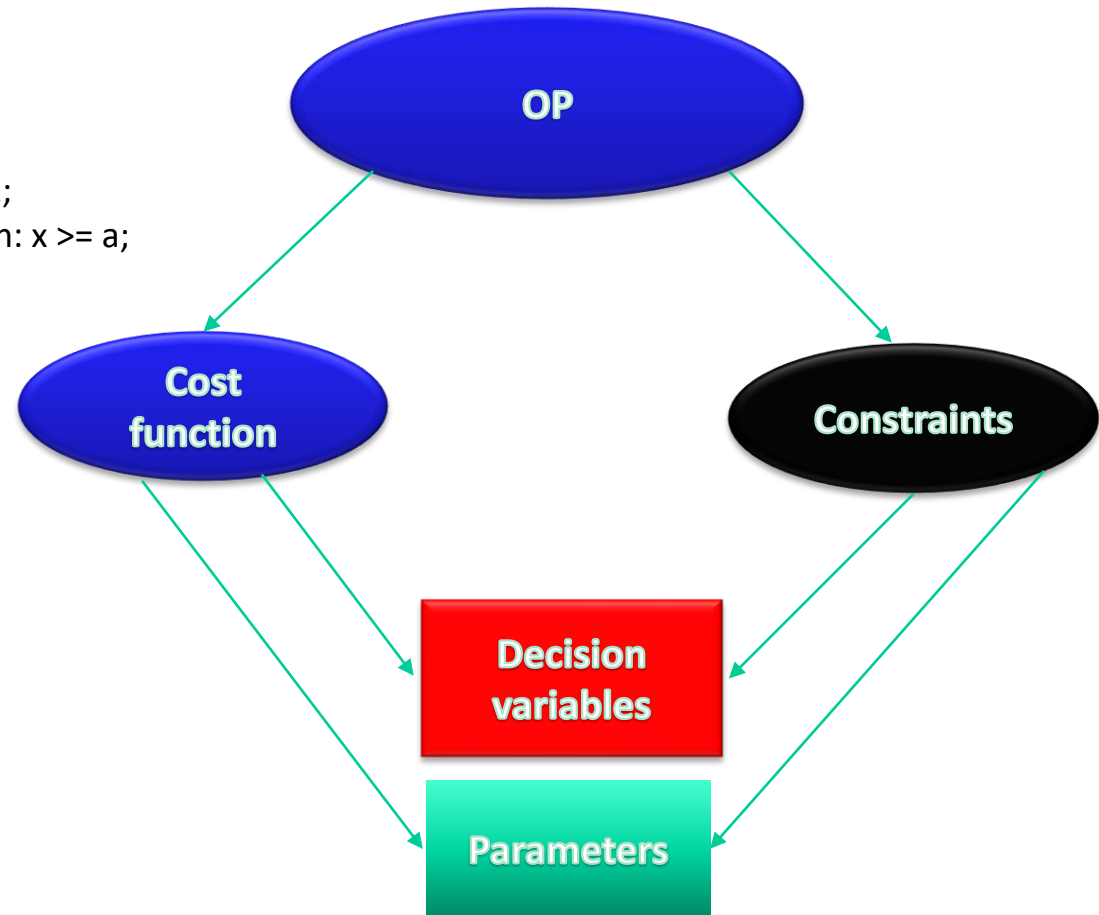 OP
;
: x >= a;
Cost
function
Constraints
Decision
variables
Parameters